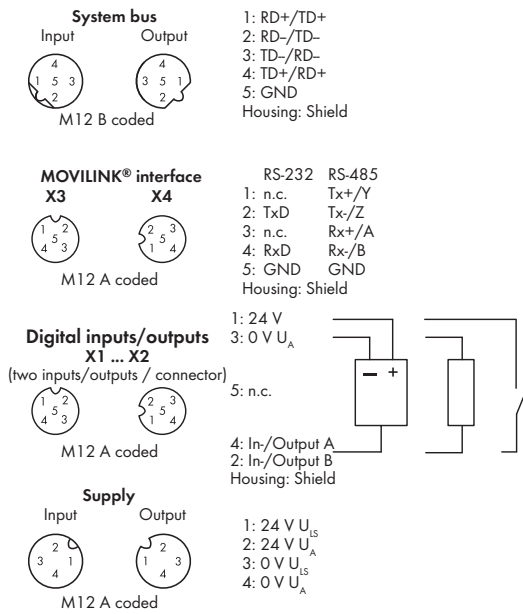 System bus
Input Output
4
1 5 3
2
4
3 5 1
2
M12 B coded
1: RD+/TD+
2: RD–/TD–
3: TD–/RD–
4: TD+/RD+
5: GND
Housing: Shield
MOVILINK® interface
X3 X4
1 2
5
4 3
2 3
5
1 4
M12 A coded
RS-232 RS-485
1: n.c. Tx+/Y
2: TxD Tx-/Z
3: n.c. Rx+/A
4: RxD Rx-/B
5: GND GND
Housing: Shield
Digital inputs/outputs
X1 ... X2
(two inputs/outputs / connector)
1 2
5
4 3
2 3
5
1 4
M12 A coded
1: 24 V
3: 0 V UA
5: n.c.
4: In-/Output A
2: In-/Output B
Housing: Shield
– +
Supply
Input Output
2
3 1
4
2
1 3
4
M12 A coded
1: 24 V ULS
2: 24 V UA
3: 0 V ULS
4: 0 V UA